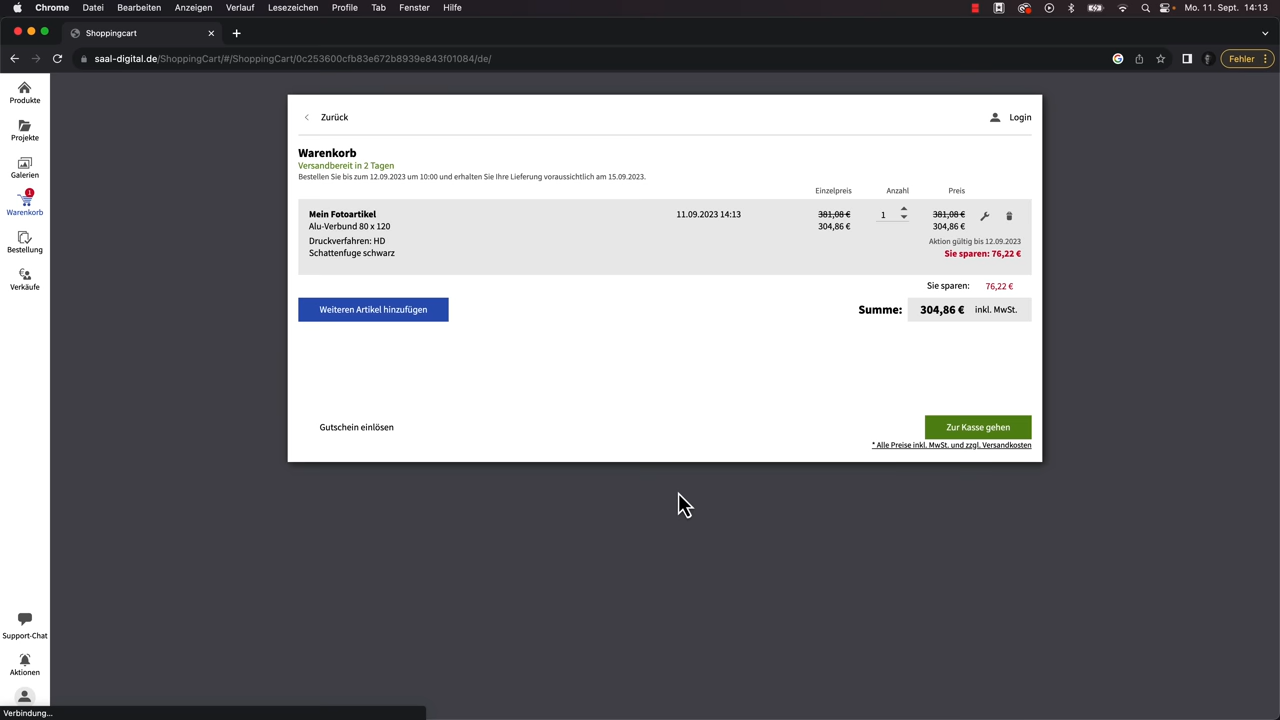 Chrome Datei Bearbeiten Anzeigen Verlauf Lesezeichen Profile Tab Fenster Hilfe Mo. 11. Sept. 14:13
Shoppingcart
saal-digital.de/ShoppingCart/#/ShoppingCart/0c253600cfb83e672b8939e843f01084/de/ Fehler
Produkte
Projekte
Galerien
1
Warenkorb
Bestellung
Verkäufe
Support-Chat
Aktionen
Zurück Login
Warenkorb
Versandbereit in 2 Tagen
Bestellen Sie bis zum 12.09.2023 um 10:00 und erhalten Sie Ihre Lieferung voraussichtlich am 15.09.2023.
Einzelpreis Anzahl Preis
Mein Fotoartikel 11.09.2023 14:13 381,08 € 1 381,08 €
Alu-Verbund 80 x 120 304,86 € 304,86 €
Druckverfahren: HD Aktion gültig bis 12.09.2023
Schattenfuge schwarz Sie sparen: 76,22 €
Sie sparen: 76,22 €
Weiteren Artikel hinzufügen Summe: 304,86 € inkl. MwSt.
Gutschein einlösen Zur Kasse gehen
* Alle Preise inkl. MwSt. und zzgl. Versandkosten
Verbindung...